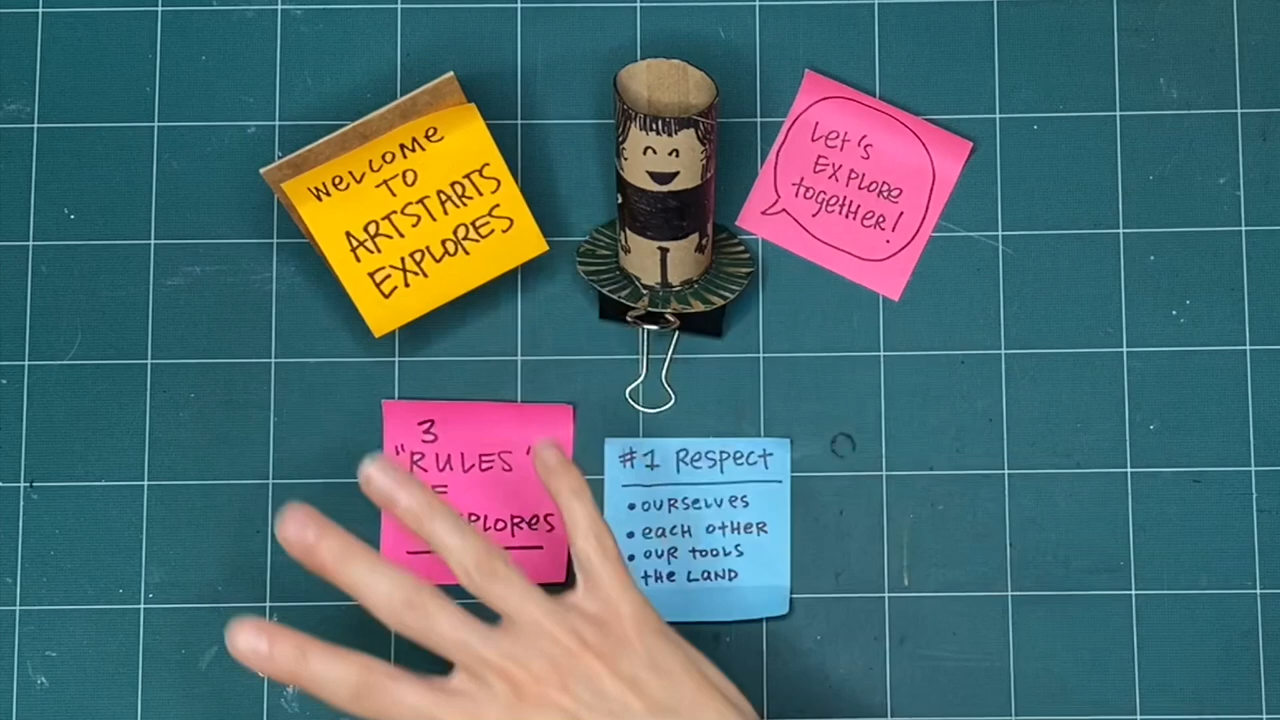 WELCOME
TO
ARTSTARTS
EXPLORES
Let's
EXPLORE
togetHer!
3
"RULES"
#1 Respect
• OURSELVES
• eacH otHer
• our tools
tHe LanD